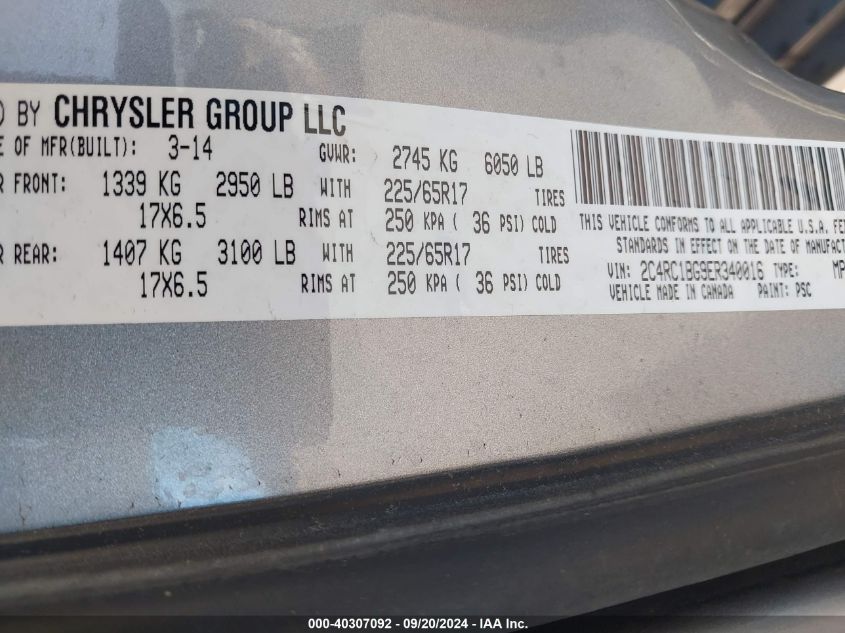 BY CHRYSLER GROUP LLC
OF MFR(BUILT): 3-14 GVWR: 2745 KG 6050 LB
FRONT: 1339 KG 2950 LB WITH 225/65R17 TIRES
17X6.5 RIMS AT 250 KPA ( 36 PSI) COLD
REAR: 1407 KG 3100 LB WITH 225/65R17 TIRES
17X6.5 RIMS AT 250 KPA ( 36 PSI) COLD
THIS VEHICLE CONFORMS TO ALL APPLICABLE U.S.A. FE
STANDARDS IN EFFECT ON THE DATE OF MANUFACT
VIN: 2C4RC1BG9ER340016 TYPE: MP
VEHICLE MADE IN CANADA PAINT: PSC
000-40307092 - 09/20/2024 - IAAI.COM.